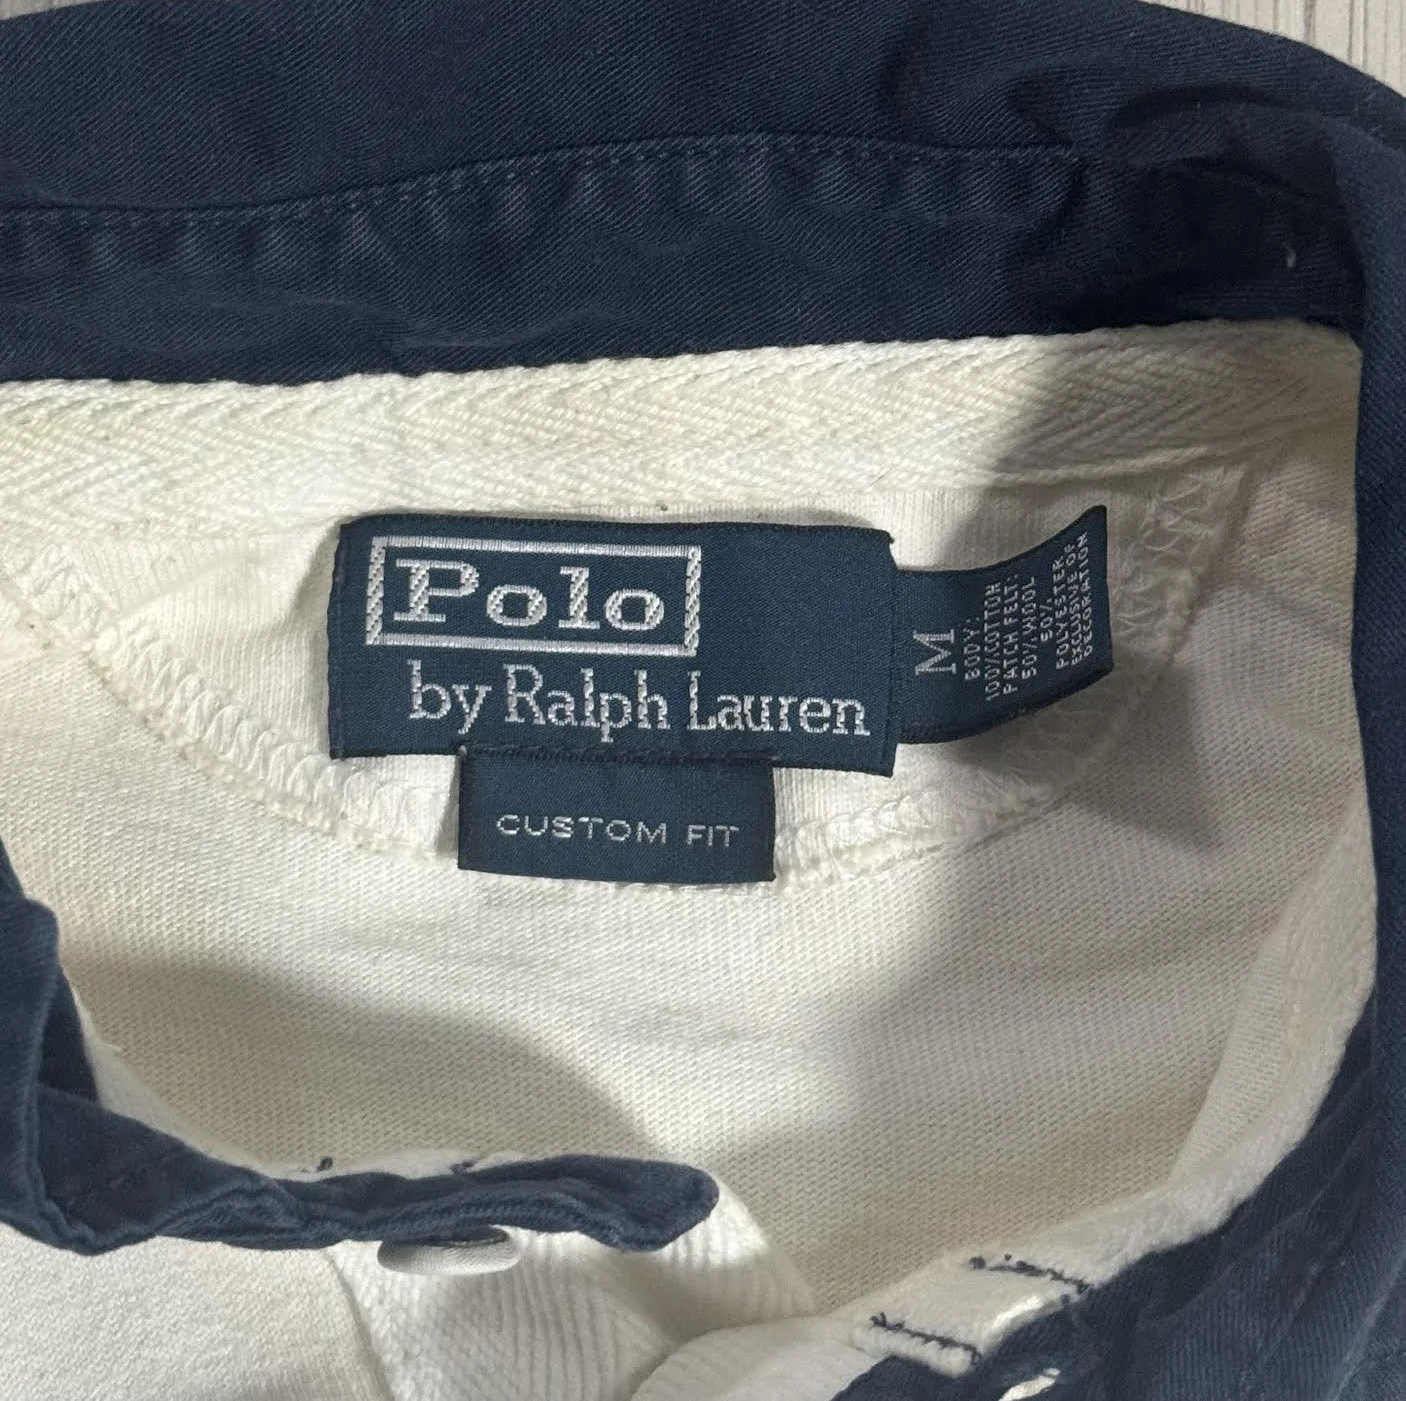 Polo
by Ralph Lauren
CUSTOM FIT
M
BODY:
100%COTTON
PATCH FELT:
50%WOOL
50%
POLYESTER
EXCLUSIVE OF
DECORATION